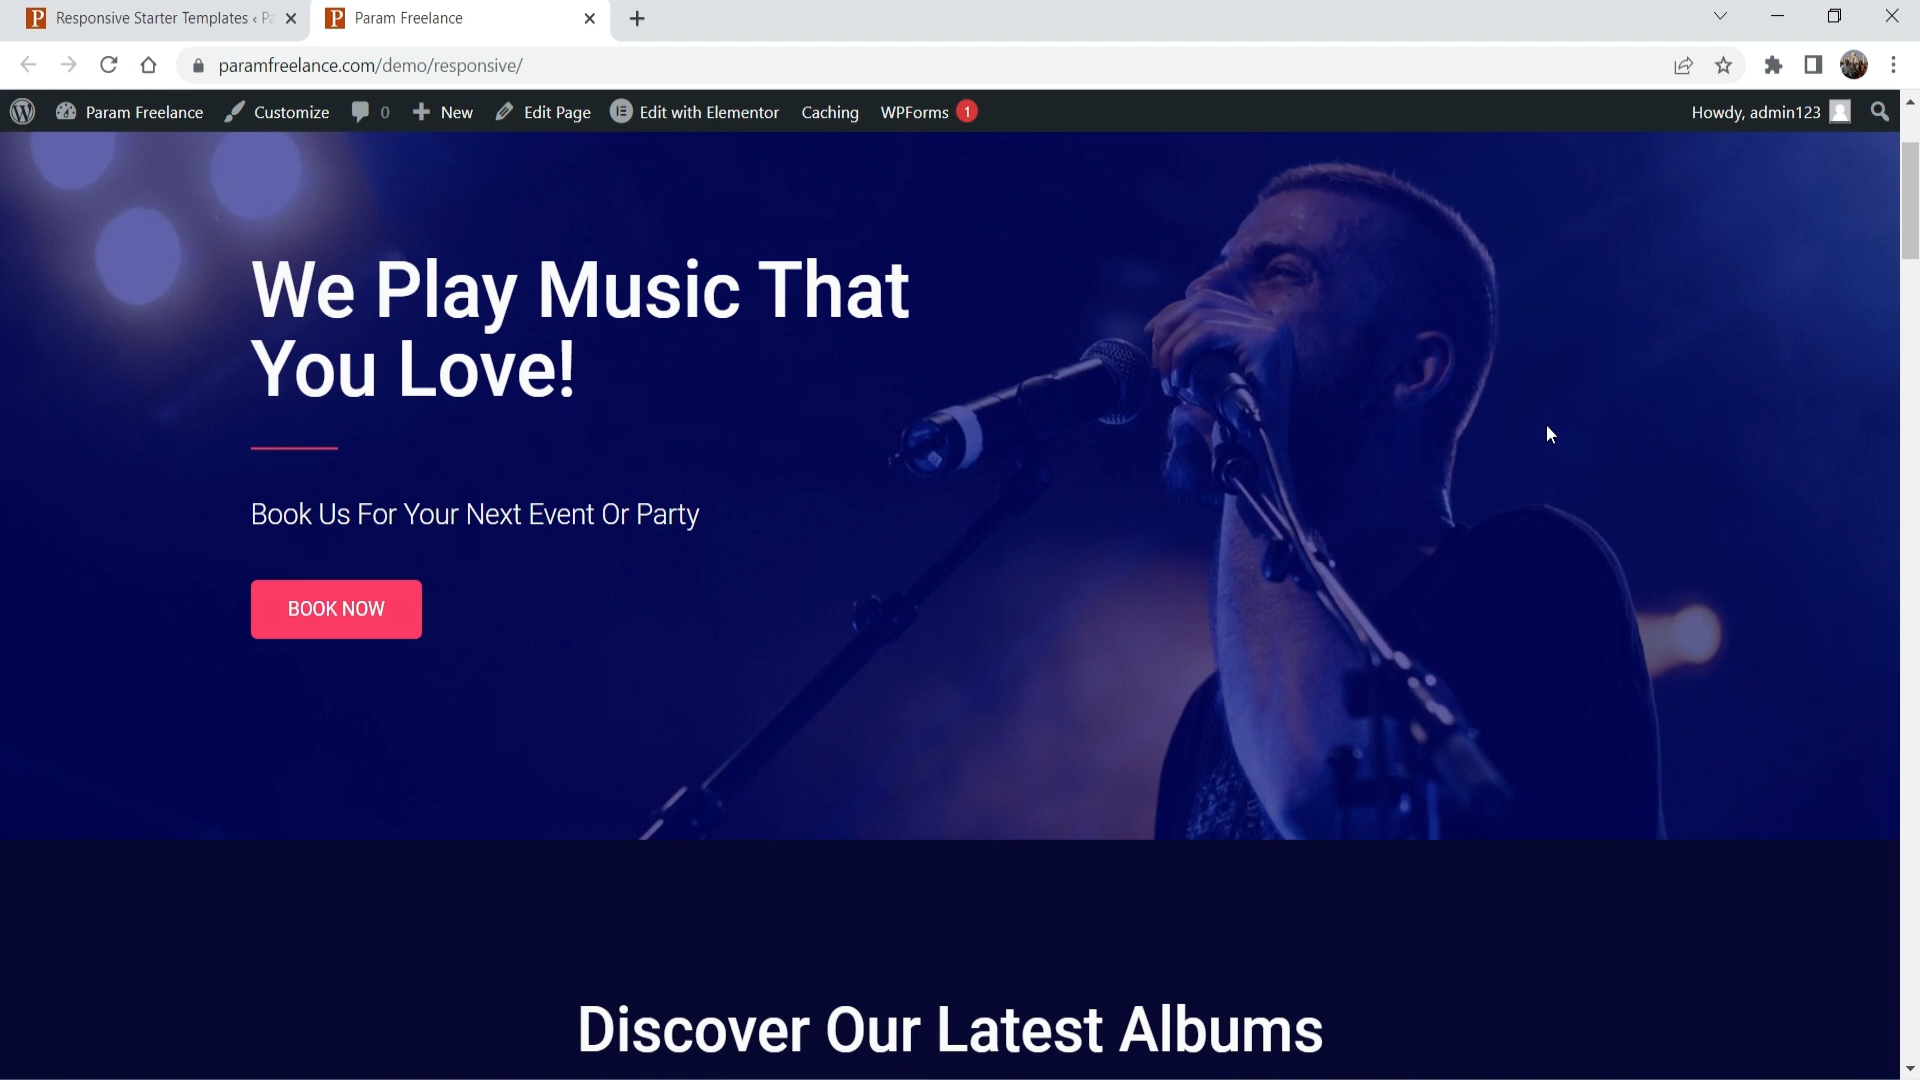 Responsive Starter Templates ‹ Pa
Param Freelance
paramfreelance.com/demo/responsive/
Param Freelance Customize 0 New Edit Page Edit with Elementor Caching WPForms 1 Howdy, admin123
We Play Music That
You Love!
Book Us For Your Next Event Or Party
BOOK NOW
Discover Our Latest Albums